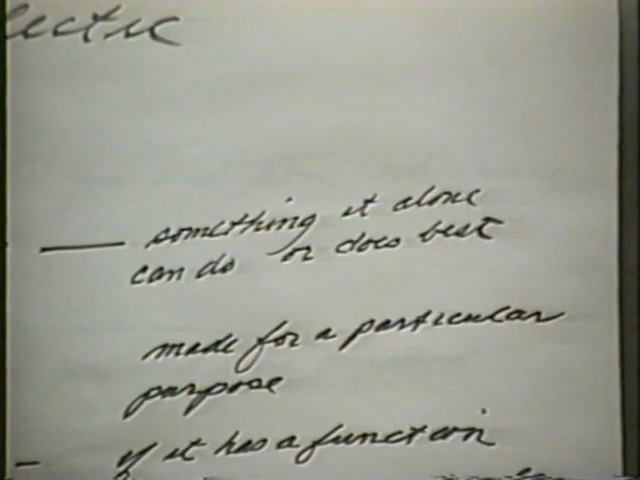 lectic
— something it alone
can do or does best
made for a particular
purpose
– if it has a function